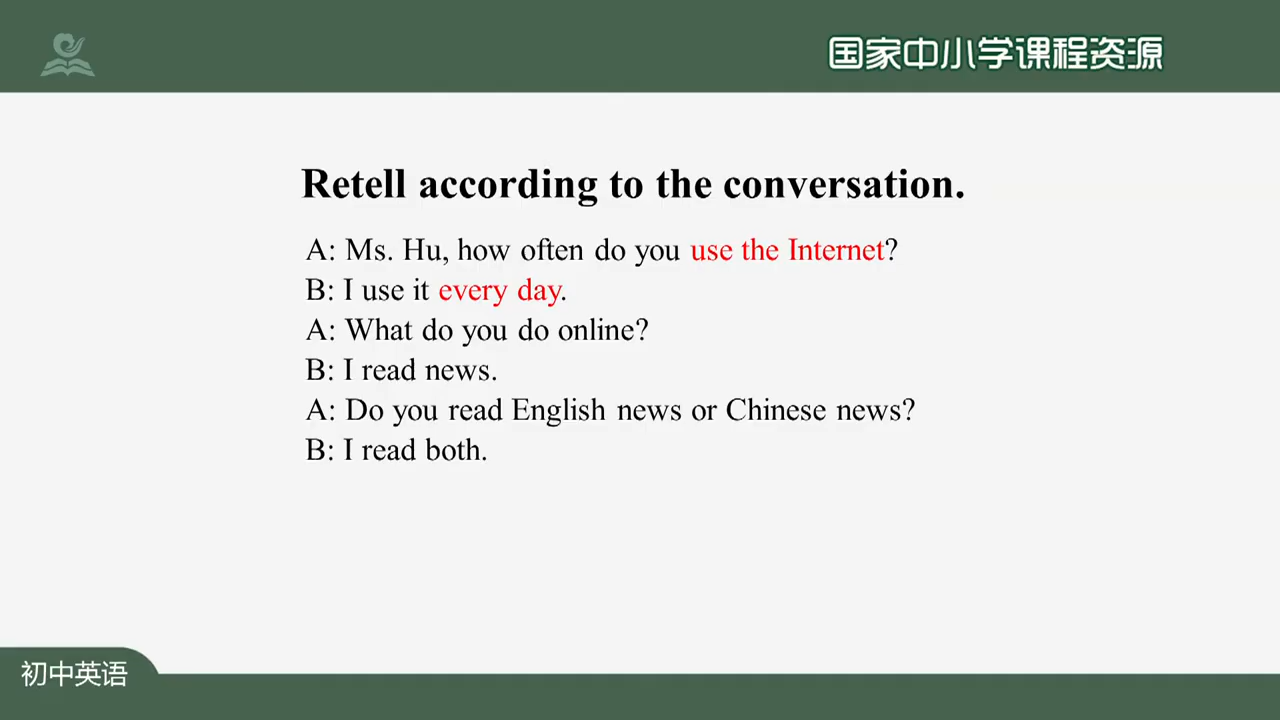 国家中小学课程资源
Retell according to the conversation.
A: Ms. Hu, how often do you use the Internet?
B: I use it every day.
A: What do you do online?
B: I read news.
A: Do you read English news or Chinese news?
B: I read both.
初中英语